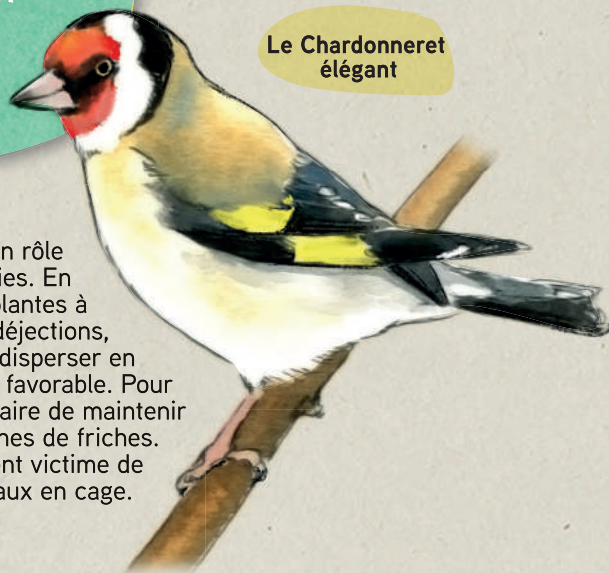 Le Chardonneret
élégant
n rôle
ies. En
plantes à
déjections,
disperser en
favorable. Pour
aire de maintenir
nes de friches.
nt victime de
aux en cage.